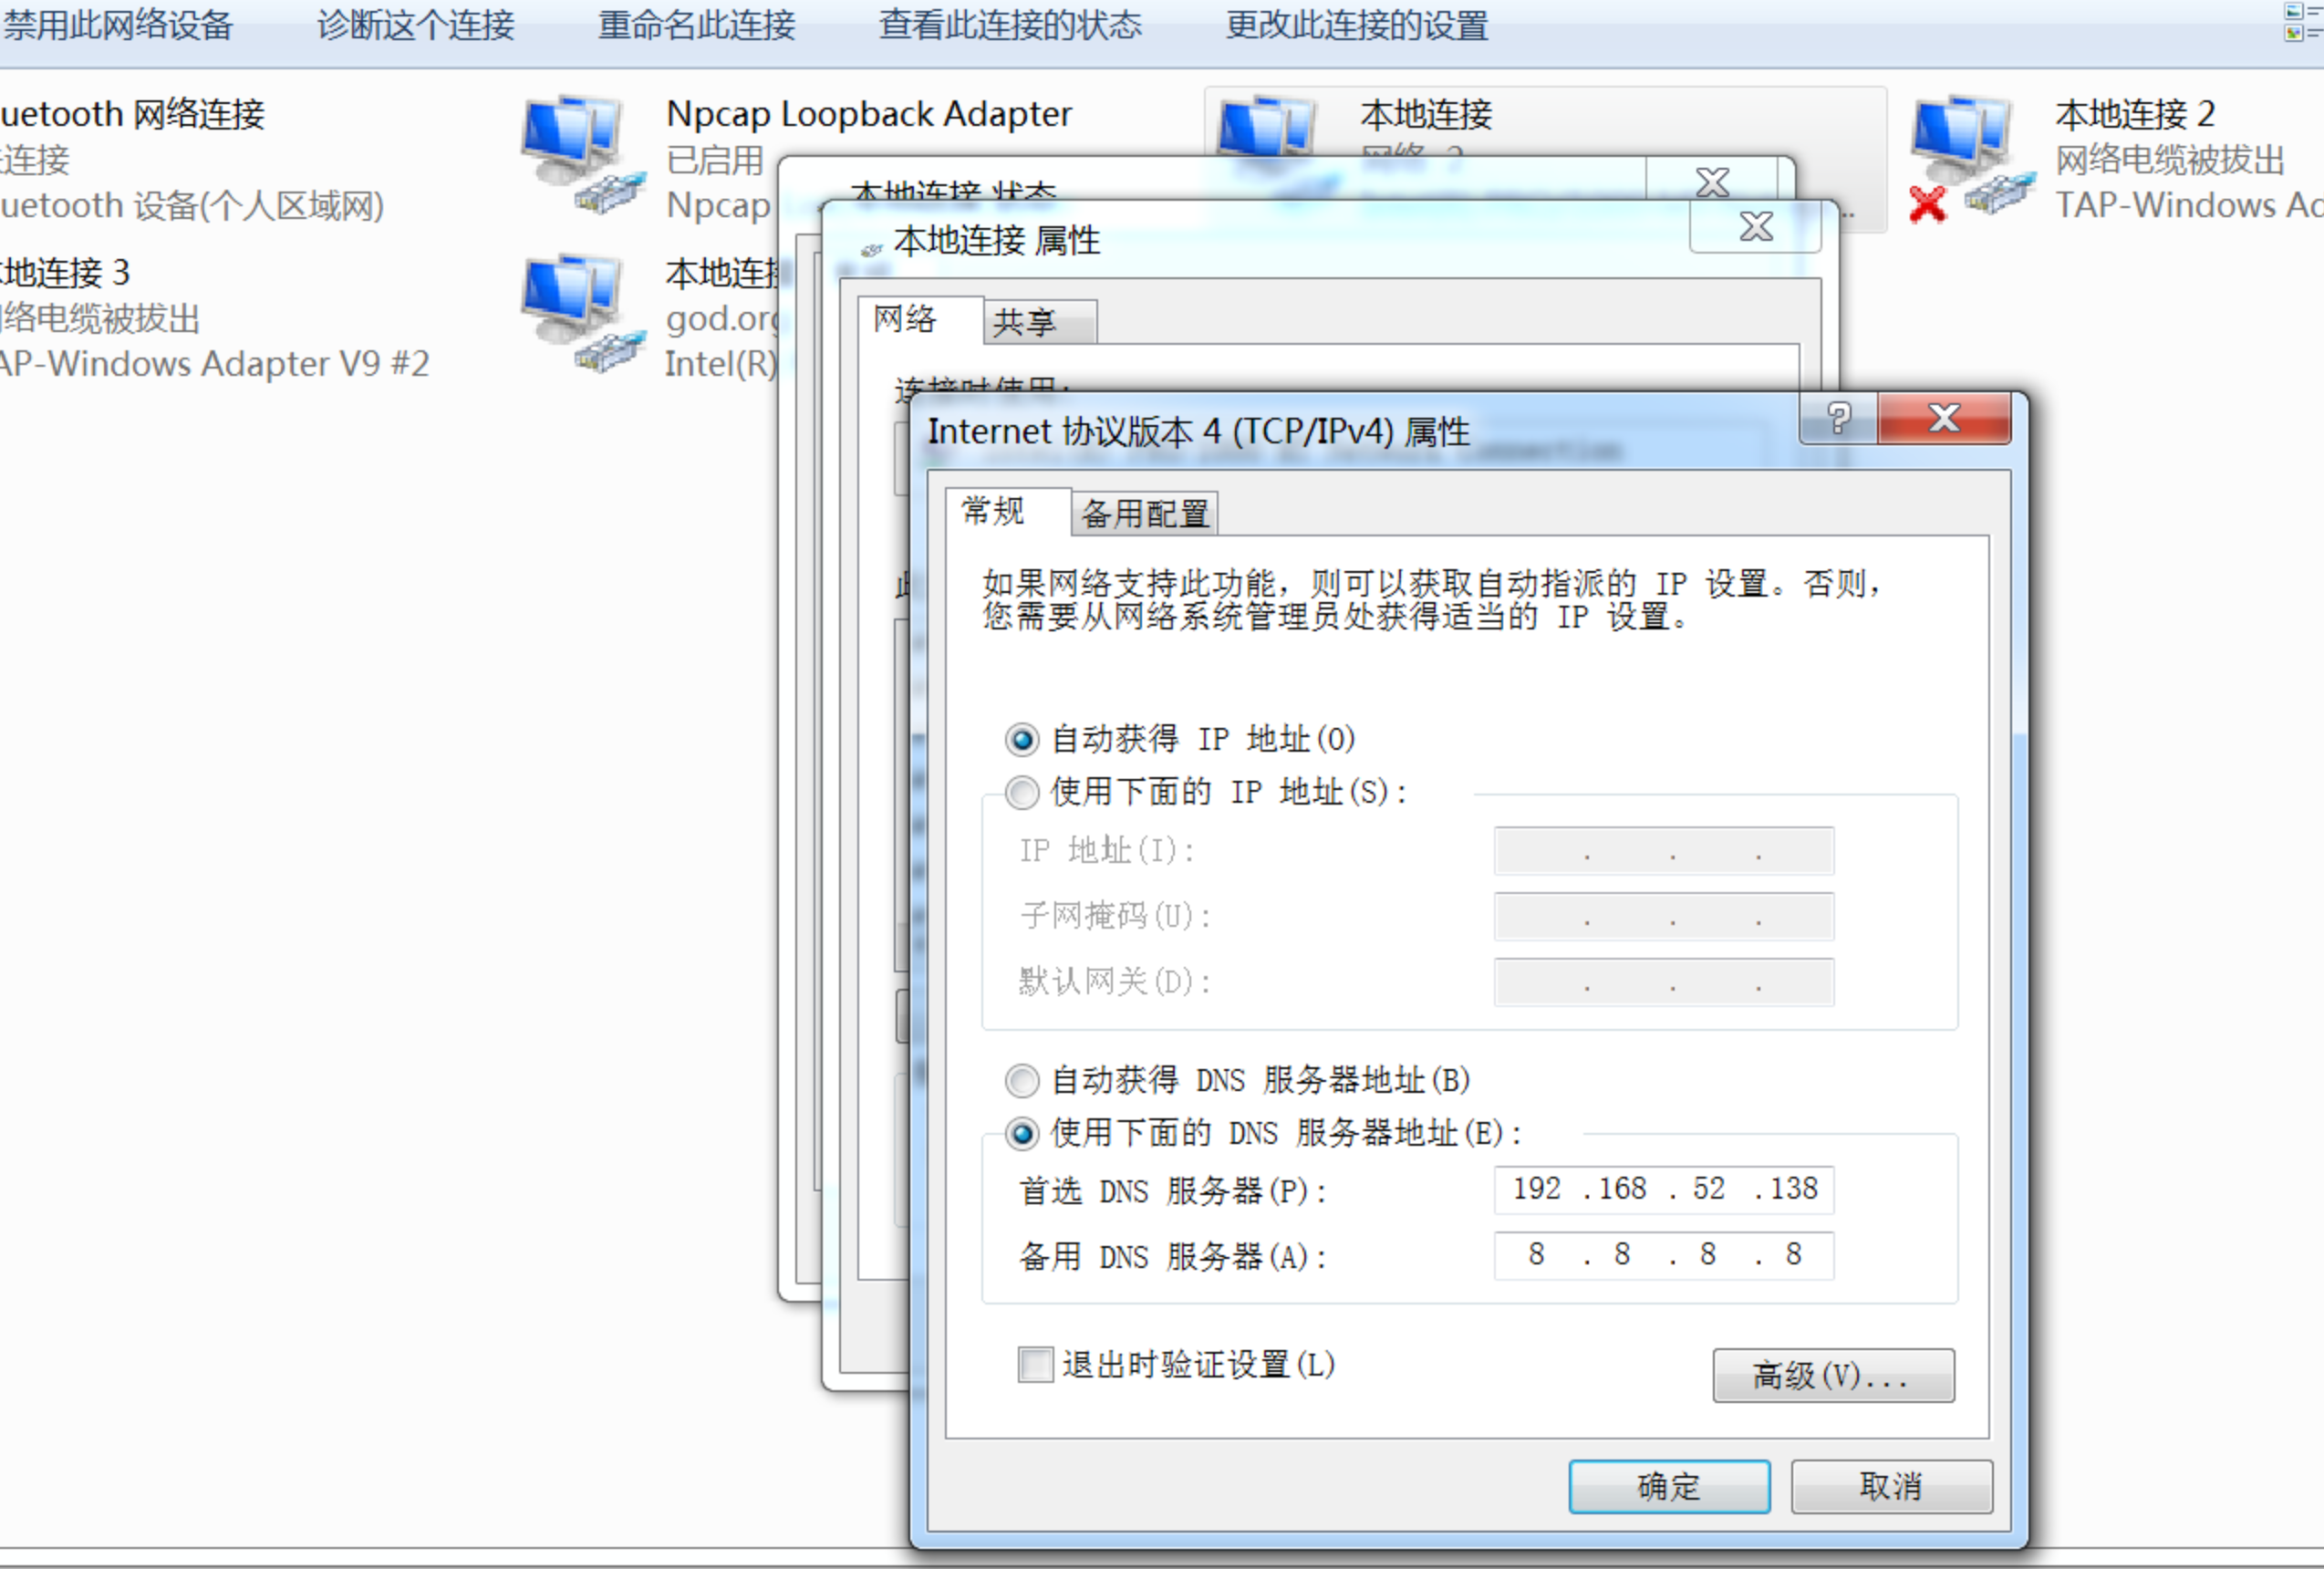 禁用此网络设备 诊断这个连接 重命名此连接 查看此连接的状态 更改此连接的设置
uetooth 网络连接
连接
uetooth 设备(个人区域网)
Npcap Loopback Adapter
已启用
Npcap
本地连接
网络 2
..
本地连接 2
网络电缆被拔出
TAP-Windows Ad
地连接 3
络电缆被拔出
AP-Windows Adapter V9 #2
本地连接
god.org
Intel(R)
本地连接 状态
本地连接 属性
网络 共享
连接时使用:
Internet 协议版本 4 (TCP/IPv4) 属性
常规 备用配置
如果网络支持此功能，则可以获取自动指派的 IP 设置。否则，
您需要从网络系统管理员处获得适当的 IP 设置。
自动获得 IP 地址(O)
使用下面的 IP 地址(S):
IP 地址(I): . . .
子网掩码(U): . . .
默认网关(D): . . .
自动获得 DNS 服务器地址(B)
使用下面的 DNS 服务器地址(E):
首选 DNS 服务器(P): 192 .168 . 52 .138
备用 DNS 服务器(A): 8 . 8 . 8 . 8
退出时验证设置(L)
高级(V)...
确定 取消